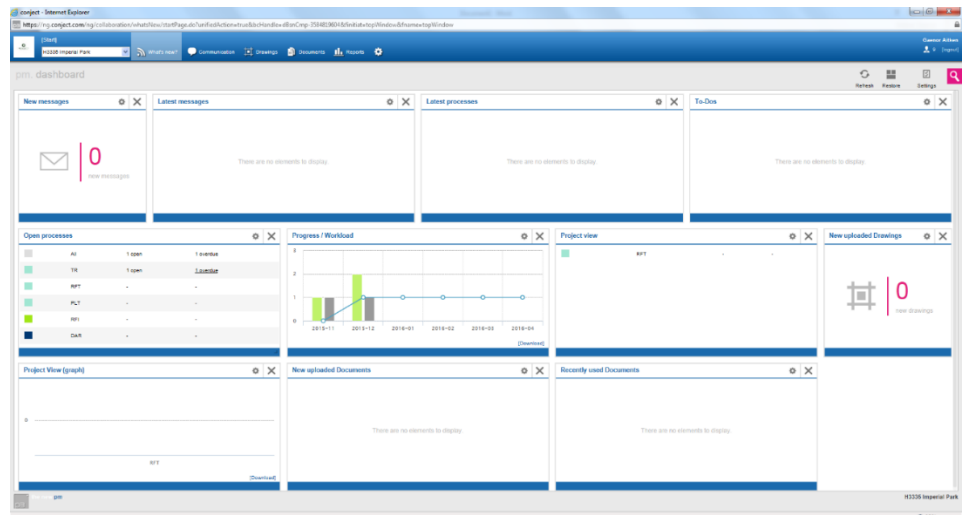 conject - Internet Explorer
[Start]
H3335 Imperial Park
What's new?
Communication
Drawings
Documents
Reports
[logout]
pm. dashboard
Refresh
Restore
Settings
New messages
Latest messages
Latest processes
To-Dos
0
new messages
There are no elements to display
There are no elements to display
There are no elements to display
Open processes
Progress / Workload
Project view
New uploaded Drawings
All 1 open 1 overdue
TR 1 open 1 overdue
RFT - -
PLT - -
RFI - -
DAR - -
3
2
1
0
2015-11 2015-12 2016-01 2016-02 2016-03 2016-04
[Download]
RFT - -
0
new drawings
Project View (graph)
New uploaded Documents
Recently used Documents
0
RFT
[Download]
There are no elements to display
There are no elements to display
pm
H3335 Imperial Park